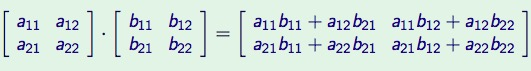 [ a₁₁ a₁₂ ] · [ b₁₁ b₁₂ ] = [ a₁₁b₁₁ + a₁₂b₂₁ a₁₁b₁₂ + a₁₂b₂₂ ]
[ a₂₁ a₂₂ ] [ b₂₁ b₂₂ ] [ a₂₁b₁₁ + a₂₂b₂₁ a₂₁b₁₂ + a₂₂b₂₂ ]